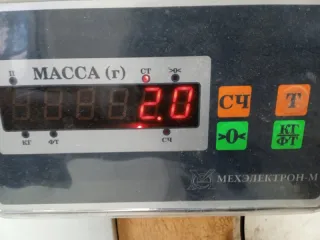 П МАССА (г) СТ >0<
2.0
КГ ФТ СЧ
СЧ Т
>0< КГ/ФТ
МЕХЭЛЕКТРОН-М